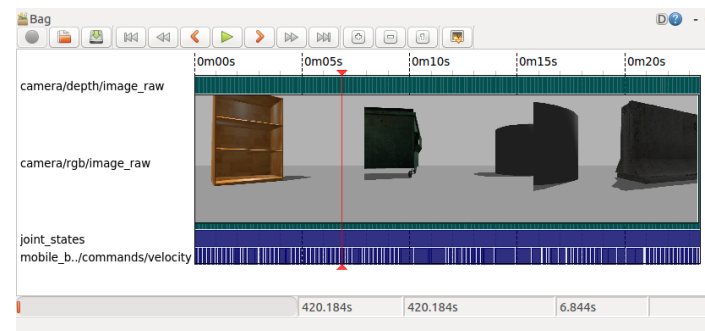 Bag
D ? -
0m00s 0m05s 0m10s 0m15s 0m20s
camera/depth/image_raw
camera/rgb/image_raw
joint_states
mobile_b../commands/velocity
420.184s 420.184s 6.844s